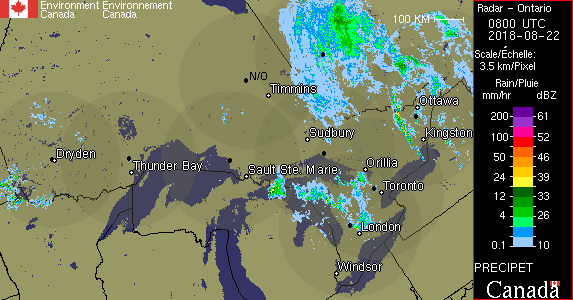 Environment Environnement
Canada Canada
100 KM
N/O
Timmins
Ottawa
Sudbury
Kingston
Dryden
Thunder Bay
Sault Ste. Marie
Orillia
Toronto
London
Windsor
Radar - Ontario
0800 UTC
2018-08-22
Scale/Échelle:
3.5 km/Pixel
Rain/Pluie
mm/hr dBZ
200 61
100 52
50 46
24 39
12 33
4 26
0.1 10
PRECIPET
Canada